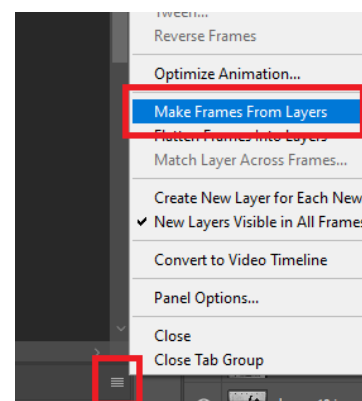 Tween...
Reverse Frames
Optimize Animation...
Make Frames From Layers
Flatten Frames Into Layers
Match Layer Across Frames...
Create New Layer for Each New
✓ New Layers Visible in All Frames
Convert to Video Timeline
Panel Options...
Close
Close Tab Group